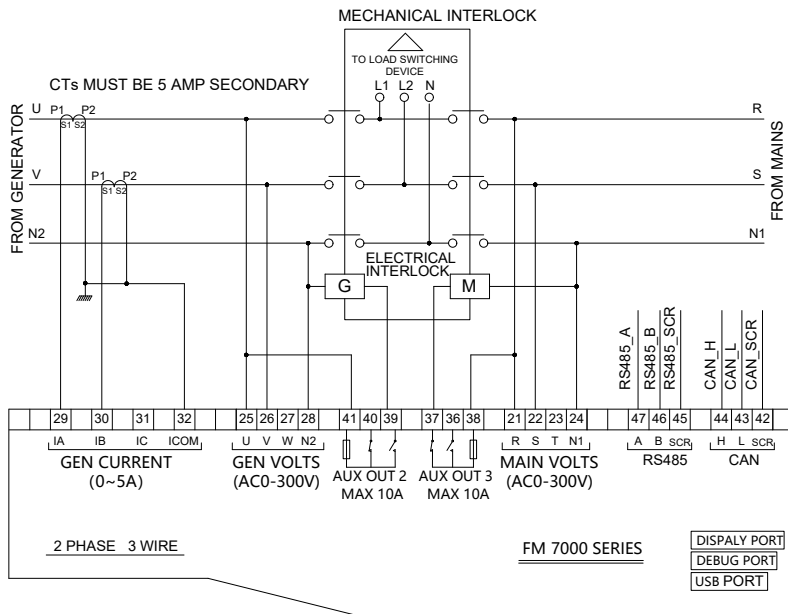 MECHANICAL INTERLOCK
TO LOAD SWITCHING
DEVICE
L1 L2 N
CTs MUST BE 5 AMP SECONDARY
U P1 P2 R
S1 S2
V P1 P2 S
S1 S2
N2 N1
FROM GENERATOR
FROM MAINS
ELECTRICAL
INTERLOCK
G M
RS485_A
RS485_B
RS485_SCR
CAN_H
CAN_L
CAN_SCR
29 30 31 32 25 26 27 28 41 40 39 37 36 38 21 22 23 24 47 46 45 44 43 42
IA IB IC ICOM U V W N2 R S T N1 A B SCR H L SCR
GEN CURRENT
(0~5A)
GEN VOLTS
(AC0-300V)
AUX OUT 2
MAX 10A
AUX OUT 3
MAX 10A
MAIN VOLTS
(AC0-300V)
RS485
CAN
2 PHASE 3 WIRE
FM 7000 SERIES
DISPALY PORT
DEBUG PORT
USB PORT